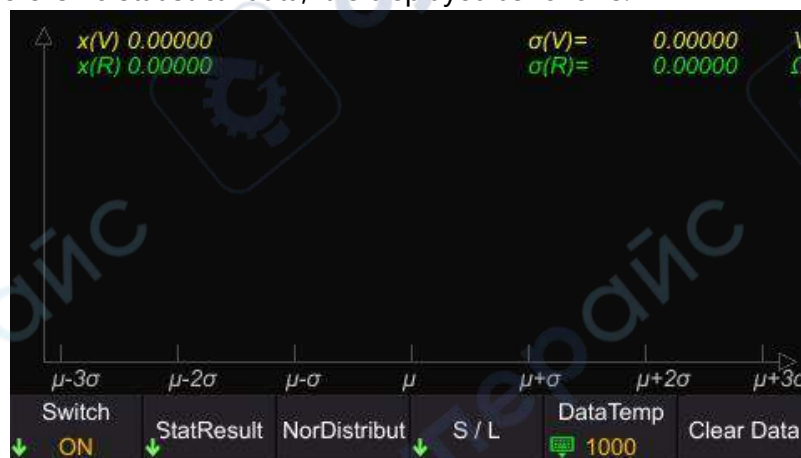 x(V) 0.00000 σ(V)= 0.00000 V
x(R) 0.00000 σ(R)= 0.00000 Ω
μ-3σ μ-2σ μ-σ μ μ+σ μ+2σ μ+3σ
Switch ON StatResult NorDistribut S / L DataTemp 1000 Clear Data